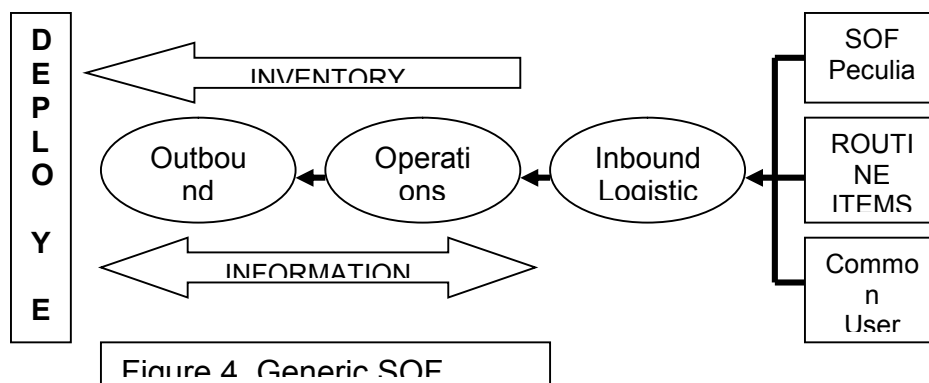 D
E
P
L
O
Y
E
INVENTORY
Outbou
nd
Operati
ons
Inbound
Logistic
SOF
Peculia
ROUTI
NE
ITEMS
Commo
n
User
INFORMATION
Figure 4 Generic SOF